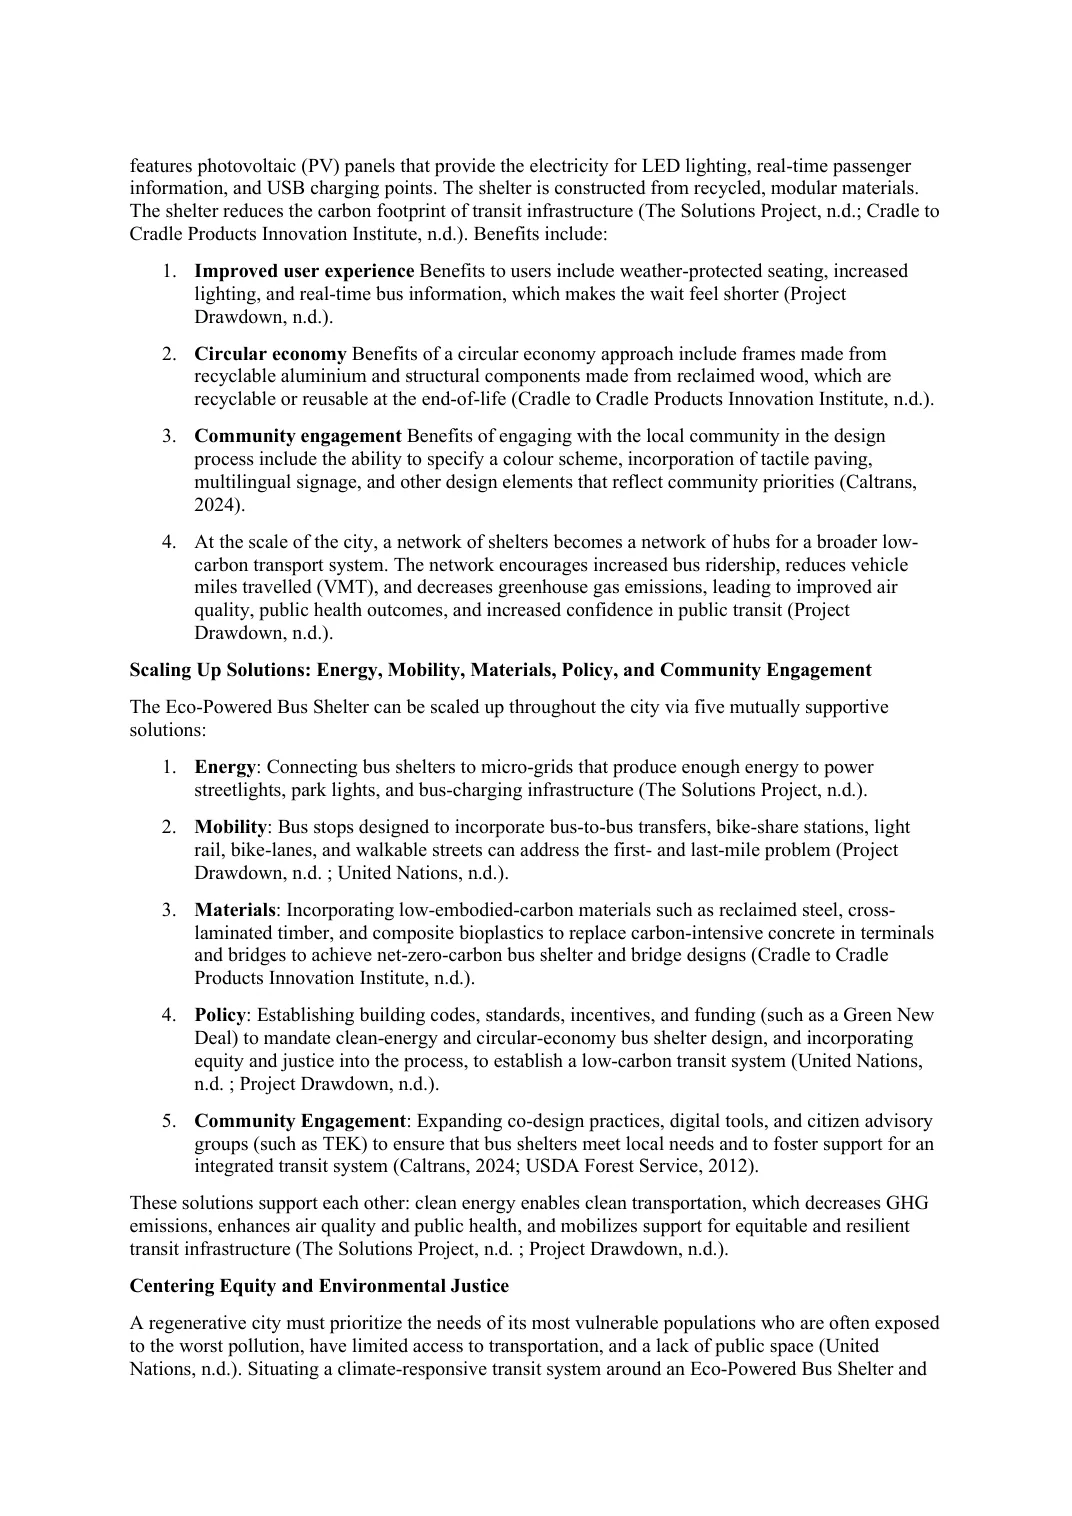 features photovoltaic (PV) panels that provide the electricity for LED lighting, real-time passenger
information, and USB charging points. The shelter is constructed from recycled, modular materials.
The shelter reduces the carbon footprint of transit infrastructure (The Solutions Project, n.d.; Cradle to
Cradle Products Innovation Institute, n.d.). Benefits include:
1. Improved user experience Benefits to users include weather-protected seating, increased
lighting, and real-time bus information, which makes the wait feel shorter (Project
Drawdown, n.d.).
2. Circular economy Benefits of a circular economy approach include frames made from
recyclable aluminium and structural components made from reclaimed wood, which are
recyclable or reusable at the end-of-life (Cradle to Cradle Products Innovation Institute, n.d.).
3. Community engagement Benefits of engaging with the local community in the design
process include the ability to specify a colour scheme, incorporation of tactile paving,
multilingual signage, and other design elements that reflect community priorities (Caltrans,
2024).
4. At the scale of the city, a network of shelters becomes a network of hubs for a broader low-
carbon transport system. The network encourages increased bus ridership, reduces vehicle
miles travelled (VMT), and decreases greenhouse gas emissions, leading to improved air
quality, public health outcomes, and increased confidence in public transit (Project
Drawdown, n.d.).
Scaling Up Solutions: Energy, Mobility, Materials, Policy, and Community Engagement
The Eco-Powered Bus Shelter can be scaled up throughout the city via five mutually supportive
solutions:
1. Energy: Connecting bus shelters to micro-grids that produce enough energy to power
streetlights, park lights, and bus-charging infrastructure (The Solutions Project, n.d.).
2. Mobility: Bus stops designed to incorporate bus-to-bus transfers, bike-share stations, light
rail, bike-lanes, and walkable streets can address the first- and last-mile problem (Project
Drawdown, n.d. ; United Nations, n.d.).
3. Materials: Incorporating low-embodied-carbon materials such as reclaimed steel, cross-
laminated timber, and composite bioplastics to replace carbon-intensive concrete in terminals
and bridges to achieve net-zero-carbon bus shelter and bridge designs (Cradle to Cradle
Products Innovation Institute, n.d.).
4. Policy: Establishing building codes, standards, incentives, and funding (such as a Green New
Deal) to mandate clean-energy and circular-economy bus shelter design, and incorporating
equity and justice into the process, to establish a low-carbon transit system (United Nations,
n.d. ; Project Drawdown, n.d.).
5. Community Engagement: Expanding co-design practices, digital tools, and citizen advisory
groups (such as TEK) to ensure that bus shelters meet local needs and to foster support for an
integrated transit system (Caltrans, 2024; USDA Forest Service, 2012).
These solutions support each other: clean energy enables clean transportation, which decreases GHG
emissions, enhances air quality and public health, and mobilizes support for equitable and resilient
transit infrastructure (The Solutions Project, n.d. ; Project Drawdown, n.d.).
Centering Equity and Environmental Justice
A regenerative city must prioritize the needs of its most vulnerable populations who are often exposed
to the worst pollution, have limited access to transportation, and a lack of public space (United
Nations, n.d.). Situating a climate-responsive transit system around an Eco-Powered Bus Shelter and